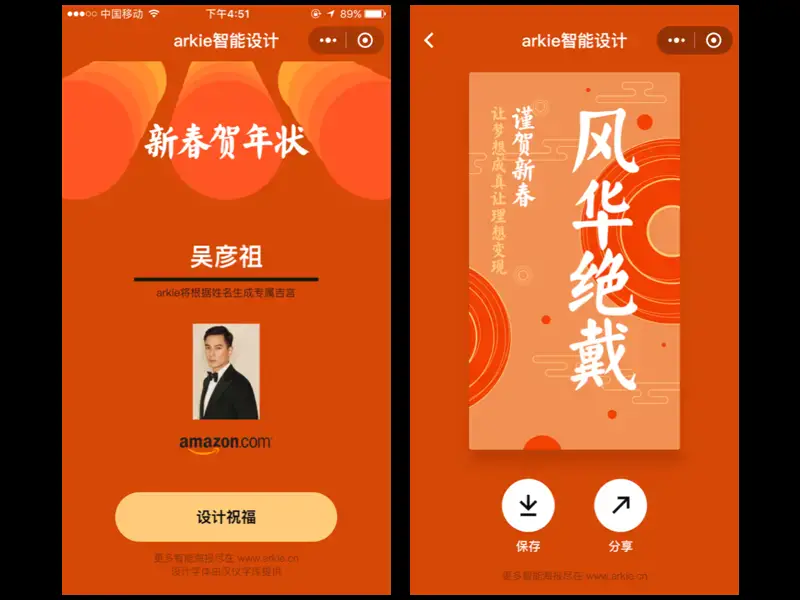 中国移动
下午4:51
89%
arkie智能设计
新春贺年状
吴彦祖
arkie将根据姓名生成专属吉言
amazon.com
设计祝福
更多智能海报尽在 www.arkie.cn
设计字体由汉仪字库提供
arkie智能设计
风华绝戴
谨贺新春
让梦想成真让理想变现
保存
分享
更多智能海报尽在 www.arkie.cn